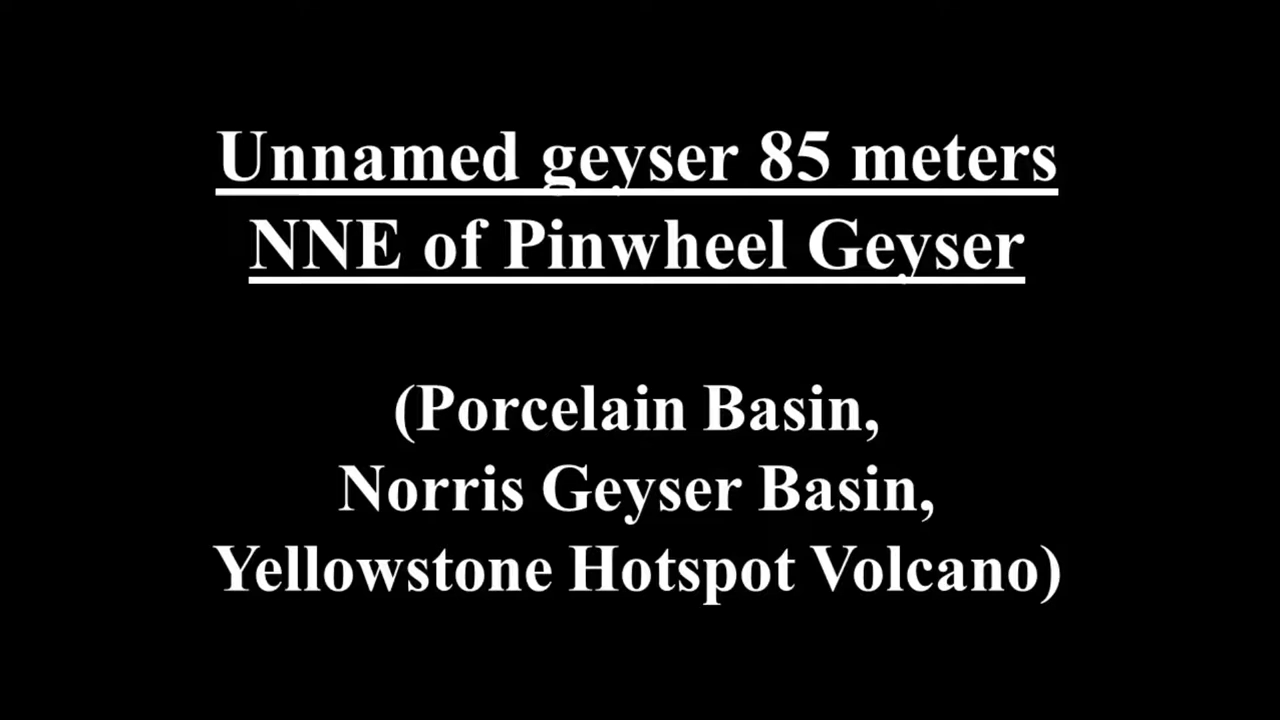 Unnamed geyser 85 meters
NNE of Pinwheel Geyser
(Porcelain Basin,
Norris Geyser Basin,
Yellowstone Hotspot Volcano)